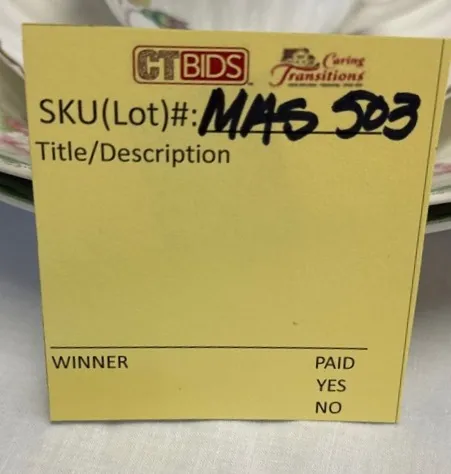 CTBIDS Caring Transitions
SKU(Lot)#: MAS 503
Title/Description
WINNER PAID
YES
NO